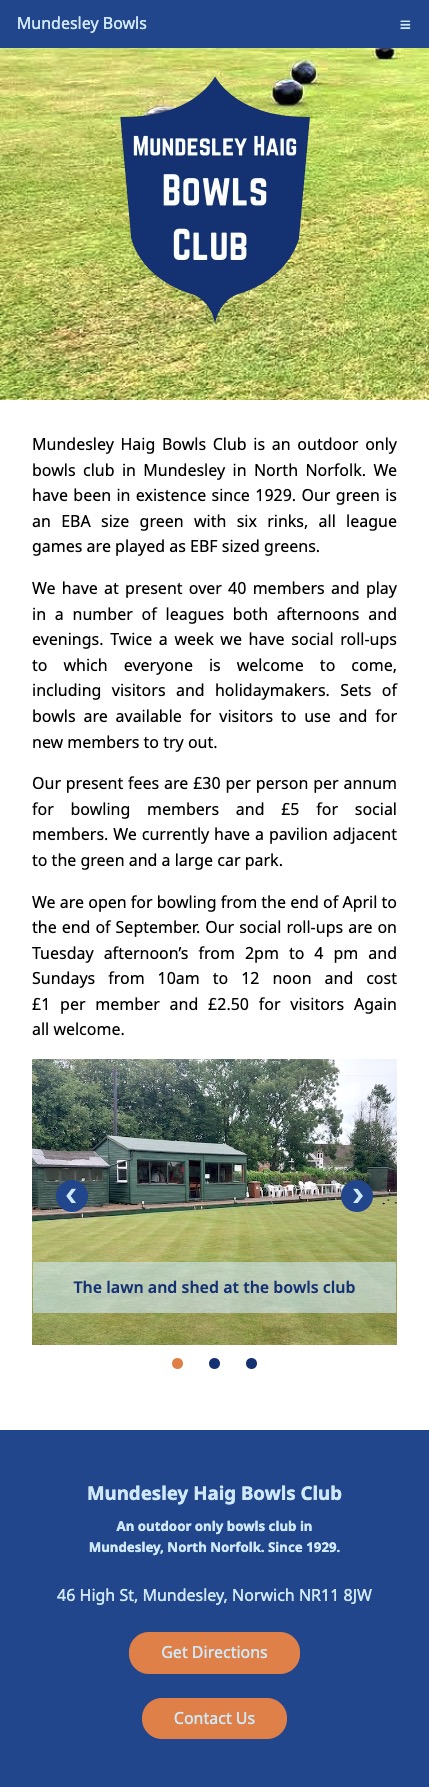 Mundesley Bowls
Mundesley Haig
Bowls
Club
Mundesley Haig Bowls Club is an outdoor only
bowls club in Mundesley in North Norfolk. We
have been in existence since 1929. Our green is
an EBA size green with six rinks, all league
games are played as EBF sized greens.
We have at present over 40 members and play
in a number of leagues both afternoons and
evenings. Twice a week we have social roll-ups
to which everyone is welcome to come,
including visitors and holidaymakers. Sets of
bowls are available for visitors to use and for
new members to try out.
Our present fees are £30 per person per annum
for bowling members and £5 for social
members. We currently have a pavilion adjacent
to the green and a large car park.
We are open for bowling from the end of April to
the end of September. Our social roll-ups are on
Tuesday afternoon’s from 2pm to 4 pm and
Sundays from 10am to 12 noon and cost
£1 per member and £2.50 for visitors Again
all welcome.
The lawn and shed at the bowls club
Mundesley Haig Bowls Club
An outdoor only bowls club in
Mundesley, North Norfolk. Since 1929.
46 High St, Mundesley, Norwich NR11 8JW
Get Directions
Contact Us